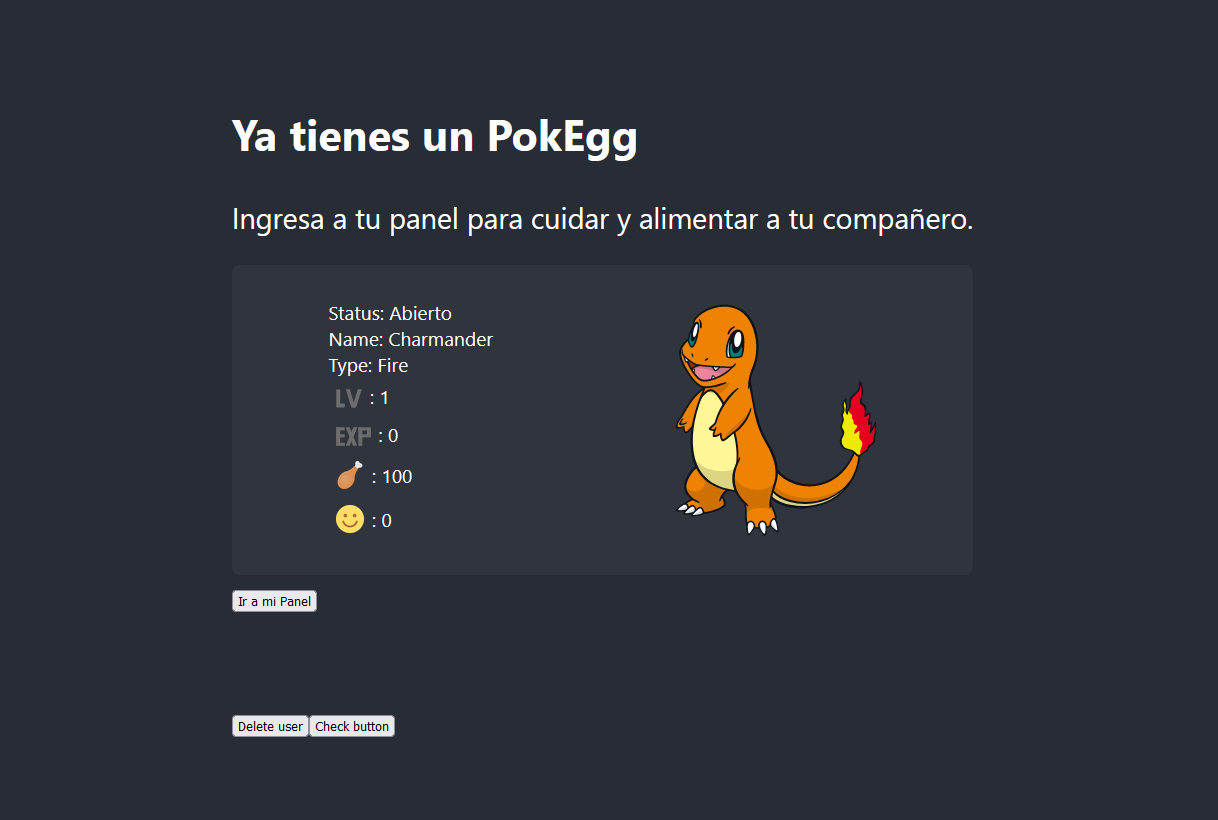 Ya tienes un PokEgg
Ingresa a tu panel para cuidar y alimentar a tu compañero.
Status: Abierto
Name: Charmander
Type: Fire
LV : 1
EXP : 0
: 100
: 0
Ir a mi Panel
Delete user Check button